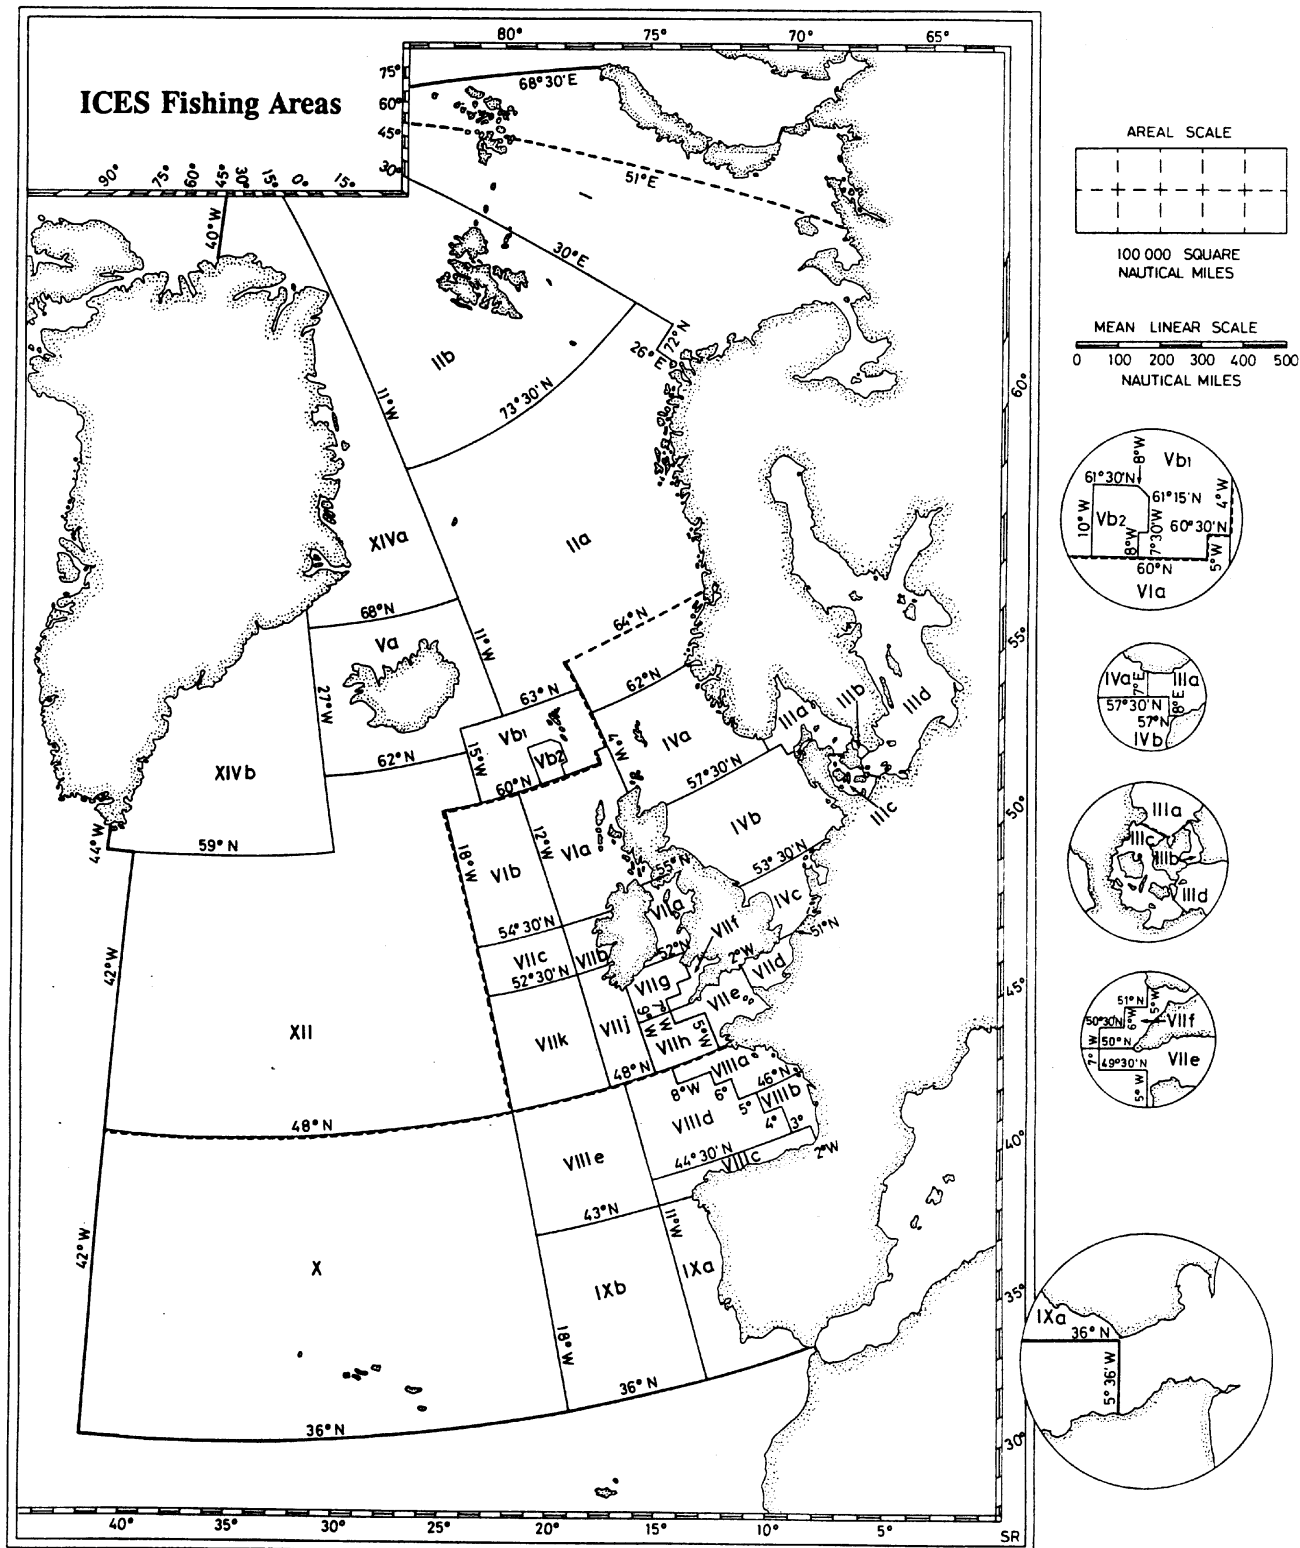 80°
75°
70°
65°
ICES Fishing Areas
75°
60°
45°
30°
68°30'E
51°E
90°
75°
60°
45°
30°
15°
0°
15°
40°W
30°E
72°N
26°E
IIb
73°30'N
11°W
60°
XIVa
IIa
68°N
64°N
Va
11°W
55°
27°W
63°N
62°N
IIIa
IIIb
IIId
Vb1
4°W
IVa
XIVb
62°N
15°W
Vb2
60°N
57°30'N
IIIc
50°
44°W
59°N
18°W
12°W
VIa
IVb
VIb
55°N
53°30'N
VIIa
IVc
54°30'N
VIIf
51°N
42°W
VIIc
VIIb
52°N
2°W
VIId
52°30'N
VIIg
VIIe
45°
XII
VIIk
VIIj
9°W
7°W
5°W
VIIh
48°N
VIIIa
46°N
8°W
6°
5°
VIIIb
4°
3°
48°N
VIIId
2°W
40°
44°30'N
VIIIc
VIIIe
43°N
11°W
42°W
X
IXb
IXa
35°
18°W
36°N
36°N
30°
40°
35°
30°
25°
20°
15°
10°
5°
SR
AREAL SCALE
100 000 SQUARE
NAUTICAL MILES
MEAN LINEAR SCALE
0 100 200 300 400 500
NAUTICAL MILES
8°W
Vb1
61°30'N
61°15'N
4°W
10°W
Vb2
60°30'N
8°W
7°30'W
5°W
60°N
VIa
IVa
7°E
IIIa
57°30'N
8°E
57°N
IVb
IIIa
IIIc
IIIb
IIId
51°N
5°W
50°30'N
6°W
VIIf
7°W
50°N
49°30'N
VIIe
5°W
IXa
36°N
5°36'W